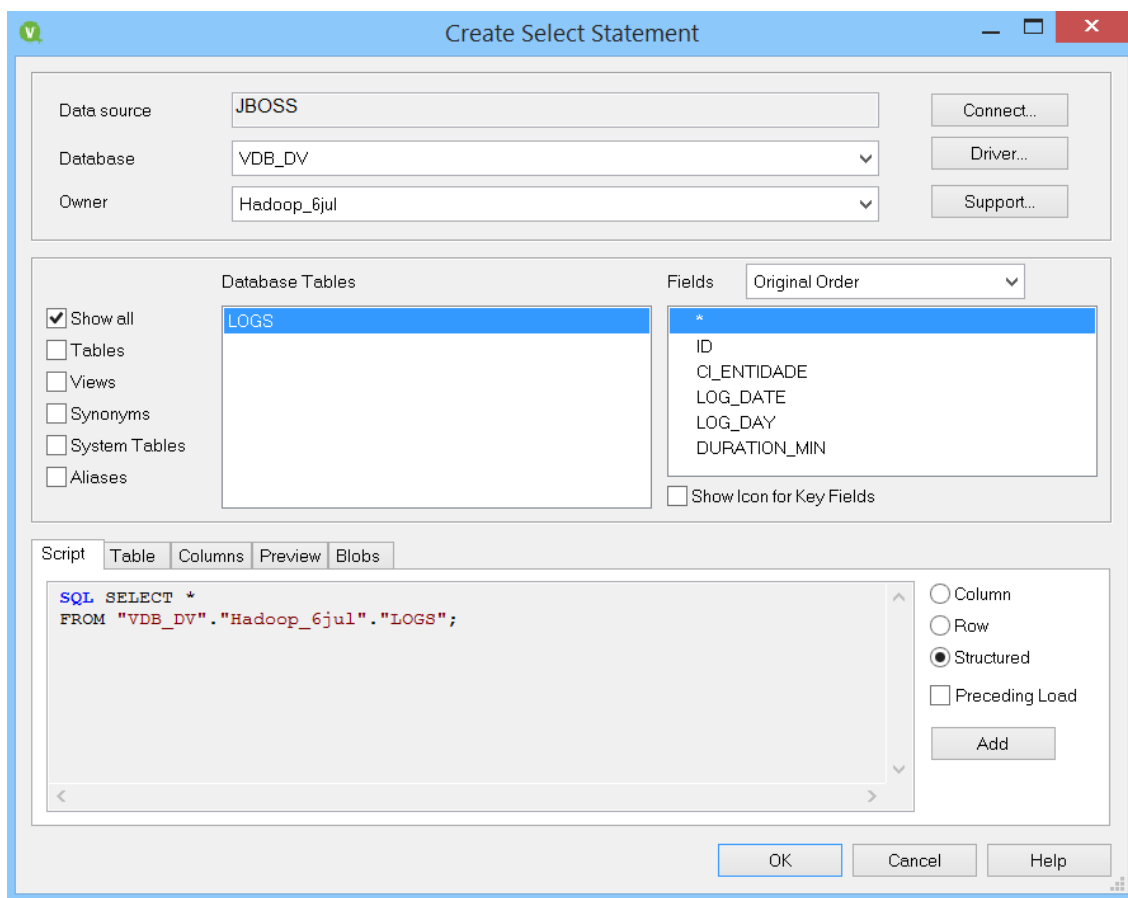 Create Select Statement
Data source
JBOSS
Connect...
Database
VDB_DV
Driver...
Owner
Hadoop_6jul
Support...
Database Tables
Fields
Original Order
Show all
Tables
Views
Synonyms
System Tables
Aliases
LOGS
*
ID
CI_ENTIDADE
LOG_DATE
LOG_DAY
DURATION_MIN
Show Icon for Key Fields
Script
Table
Columns
Preview
Blobs
SQL SELECT *
FROM "VDB_DV"."Hadoop_6jul"."LOGS";
Column
Row
Structured
Preceding Load
Add
OK
Cancel
Help